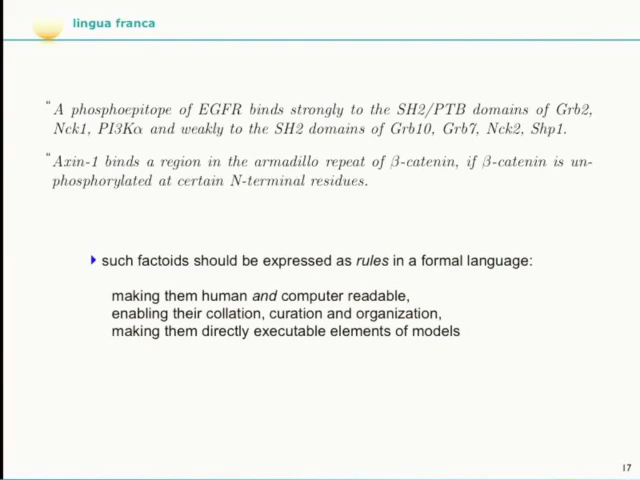 lingua franca
“A phosphoepitope of EGFR binds strongly to the SH2/PTB domains of Grb2,
Nck1, PI3Kα and weakly to the SH2 domains of Grb10, Grb7, Nck2, Shp1.
“Axin-1 binds a region in the armadillo repeat of β-catenin, if β-catenin is un-
phosphorylated at certain N-terminal residues.
such factoids should be expressed as rules in a formal language:
making them human and computer readable,
enabling their collation, curation and organization,
making them directly executable elements of models
17